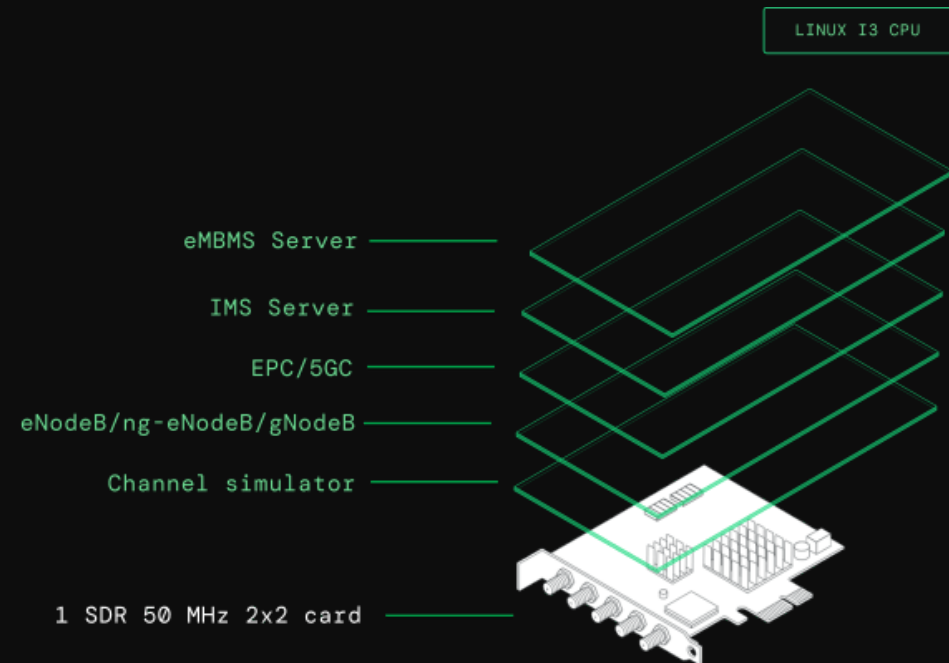 LINUX I3 CPU
eMBMS Server
IMS Server
EPC/5GC
eNodeB/ng-eNodeB/gNodeB
Channel simulator
1 SDR 50 MHz 2x2 card